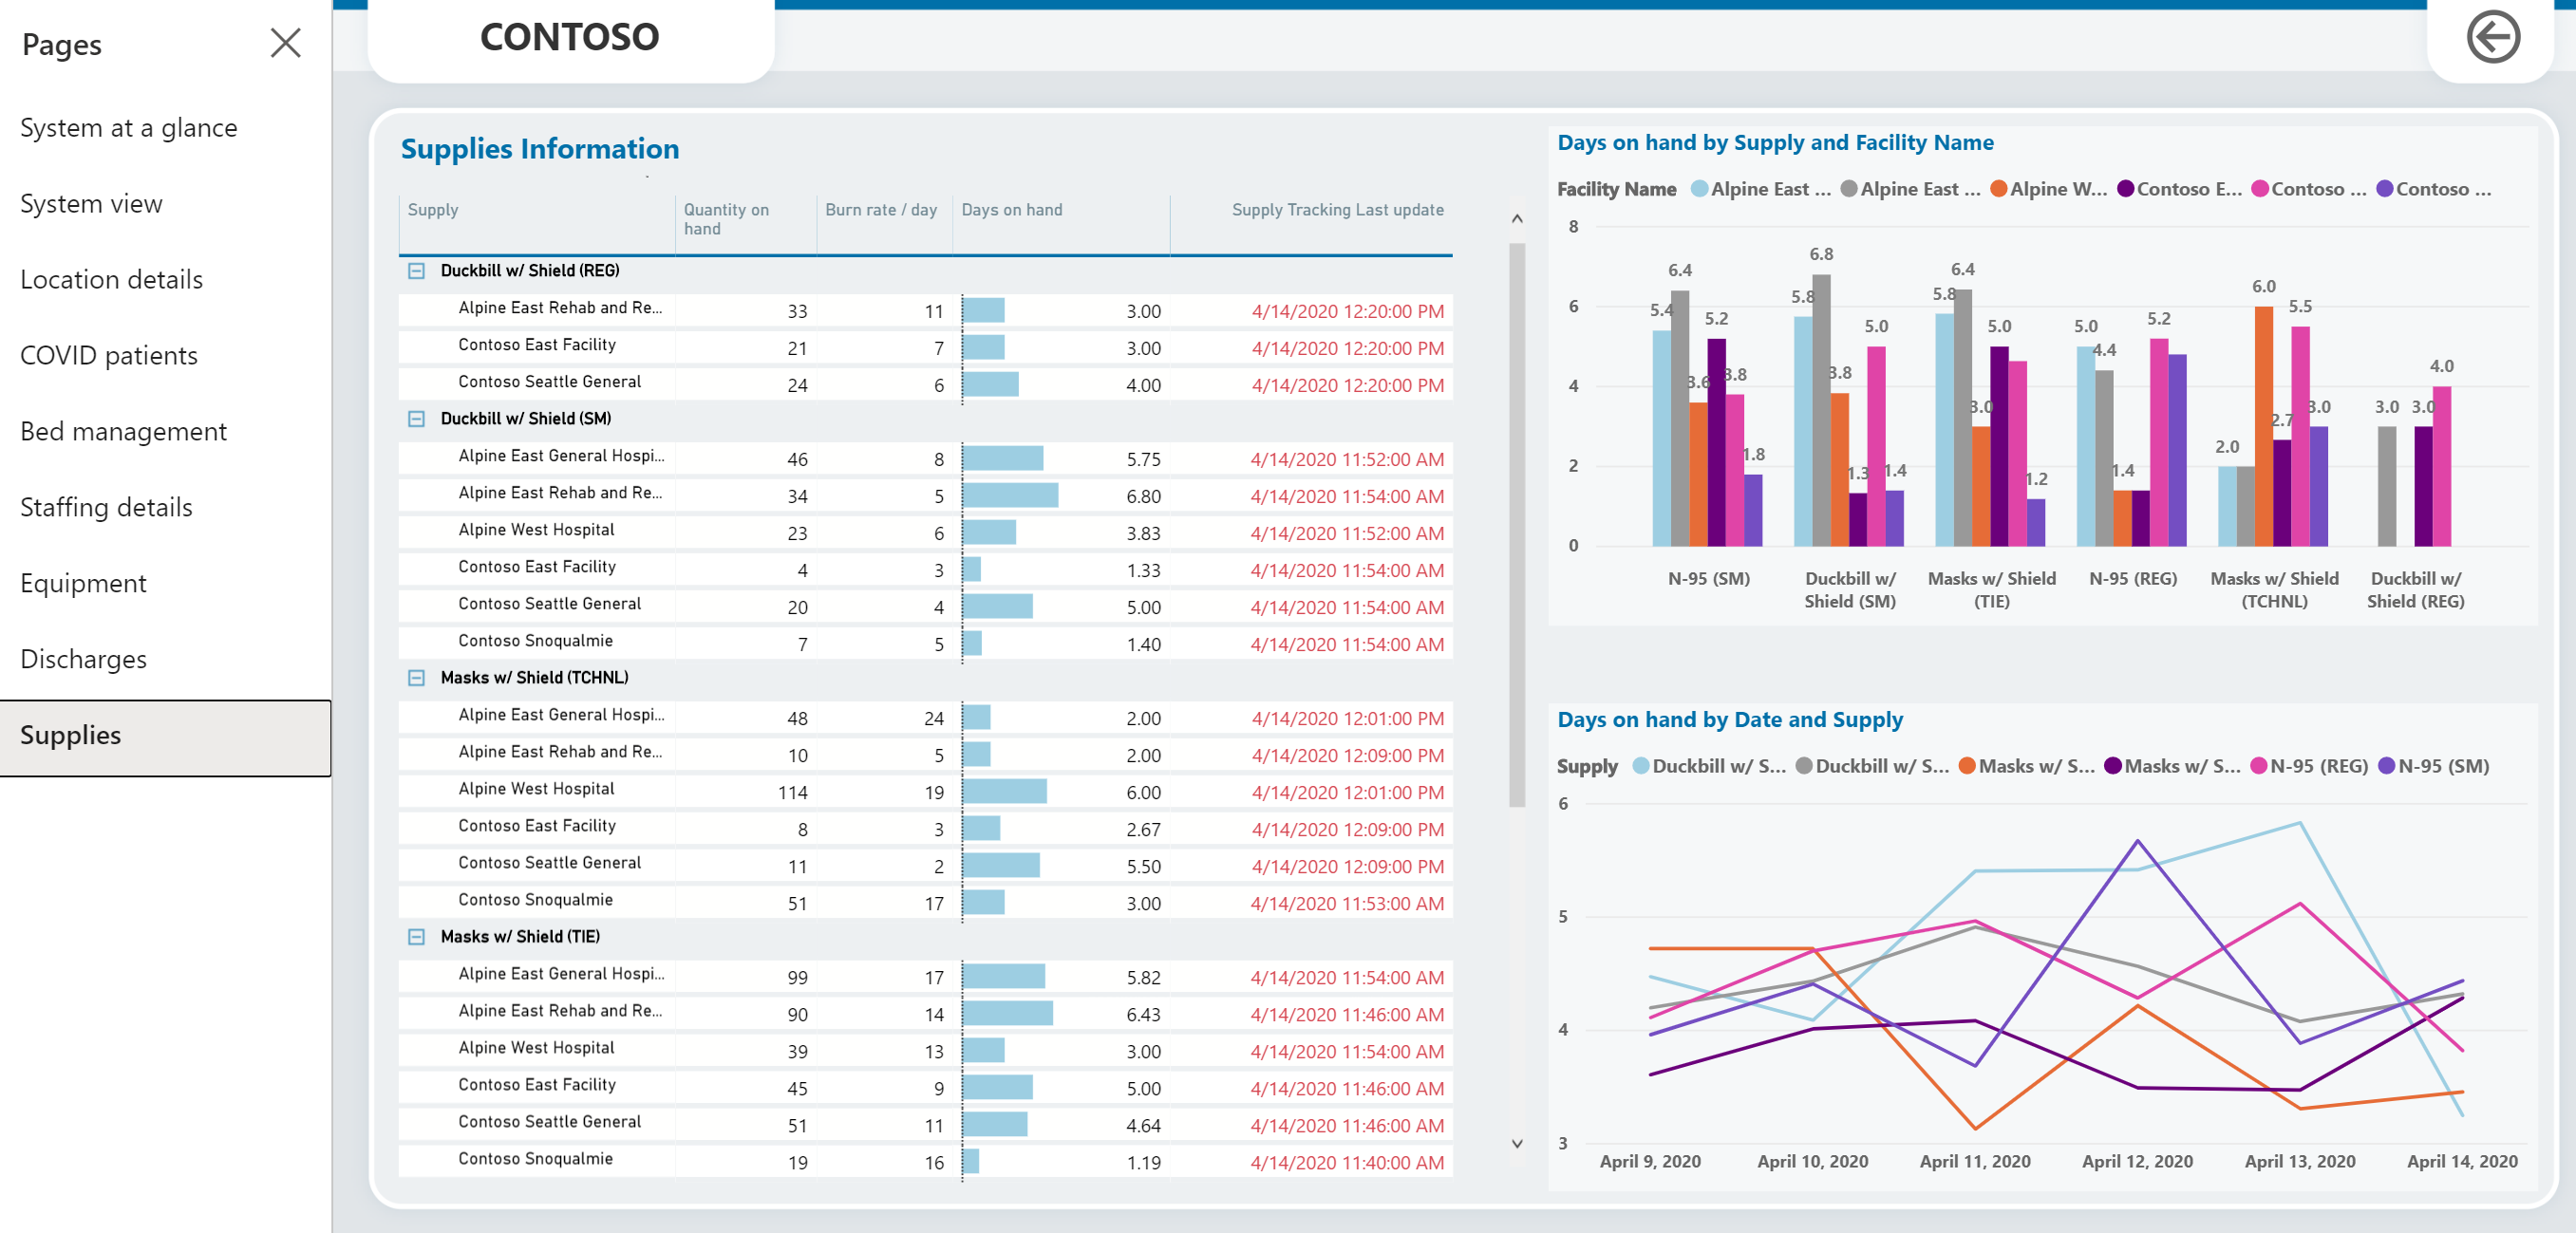 Pages
System at a glance
System view
Location details
COVID patients
Bed management
Staffing details
Equipment
Discharges
Supplies
CONTOSO
Supplies Information
Supply Quantity on hand Burn rate / day Days on hand Supply Tracking Last update
Duckbill w/ Shield (REG)
Alpine East Rehab and Re... 33 11 3.00 4/14/2020 12:20:00 PM
Contoso East Facility 21 7 3.00 4/14/2020 12:20:00 PM
Contoso Seattle General 24 6 4.00 4/14/2020 12:20:00 PM
Duckbill w/ Shield (SM)
Alpine East General Hospi... 46 8 5.75 4/14/2020 11:52:00 AM
Alpine East Rehab and Re... 34 5 6.80 4/14/2020 11:54:00 AM
Alpine West Hospital 23 6 3.83 4/14/2020 11:52:00 AM
Contoso East Facility 4 3 1.33 4/14/2020 11:54:00 AM
Contoso Seattle General 20 4 5.00 4/14/2020 11:54:00 AM
Contoso Snoqualmie 7 5 1.40 4/14/2020 11:54:00 AM
Masks w/ Shield (TCHNL)
Alpine East General Hospi... 48 24 2.00 4/14/2020 12:01:00 PM
Alpine East Rehab and Re... 10 5 2.00 4/14/2020 12:09:00 PM
Alpine West Hospital 114 19 6.00 4/14/2020 12:01:00 PM
Contoso East Facility 8 3 2.67 4/14/2020 12:09:00 PM
Contoso Seattle General 11 2 5.50 4/14/2020 12:09:00 PM
Contoso Snoqualmie 51 17 3.00 4/14/2020 11:53:00 AM
Masks w/ Shield (TIE)
Alpine East General Hospi... 99 17 5.82 4/14/2020 11:54:00 AM
Alpine East Rehab and Re... 90 14 6.43 4/14/2020 11:46:00 AM
Alpine West Hospital 39 13 3.00 4/14/2020 11:54:00 AM
Contoso East Facility 45 9 5.00 4/14/2020 11:46:00 AM
Contoso Seattle General 51 11 4.64 4/14/2020 11:46:00 AM
Contoso Snoqualmie 19 16 1.19 4/14/2020 11:40:00 AM
Days on hand by Supply and Facility Name
Facility Name Alpine East ... Alpine East ... Alpine W... Contoso E... Contoso ... Contoso ...
8
6
4
2
0
5.4 6.4 3.6 5.2 3.8 1.8
5.8 6.8 3.8 1.3 5.0 1.4
5.8 6.4 3.0 5.0 1.2
5.0 4.4 1.4 5.2
2.0 6.0 2.7 5.5 3.0
3.0 3.0 4.0
N-95 (SM)
Duckbill w/
Shield (SM)
Masks w/ Shield
(TIE)
N-95 (REG)
Masks w/ Shield
(TCHNL)
Duckbill w/
Shield (REG)
Days on hand by Date and Supply
Supply Duckbill w/ S... Duckbill w/ S... Masks w/ S... Masks w/ S... N-95 (REG) N-95 (SM)
6
5
4
3
April 9, 2020 April 10, 2020 April 11, 2020 April 12, 2020 April 13, 2020 April 14, 2020